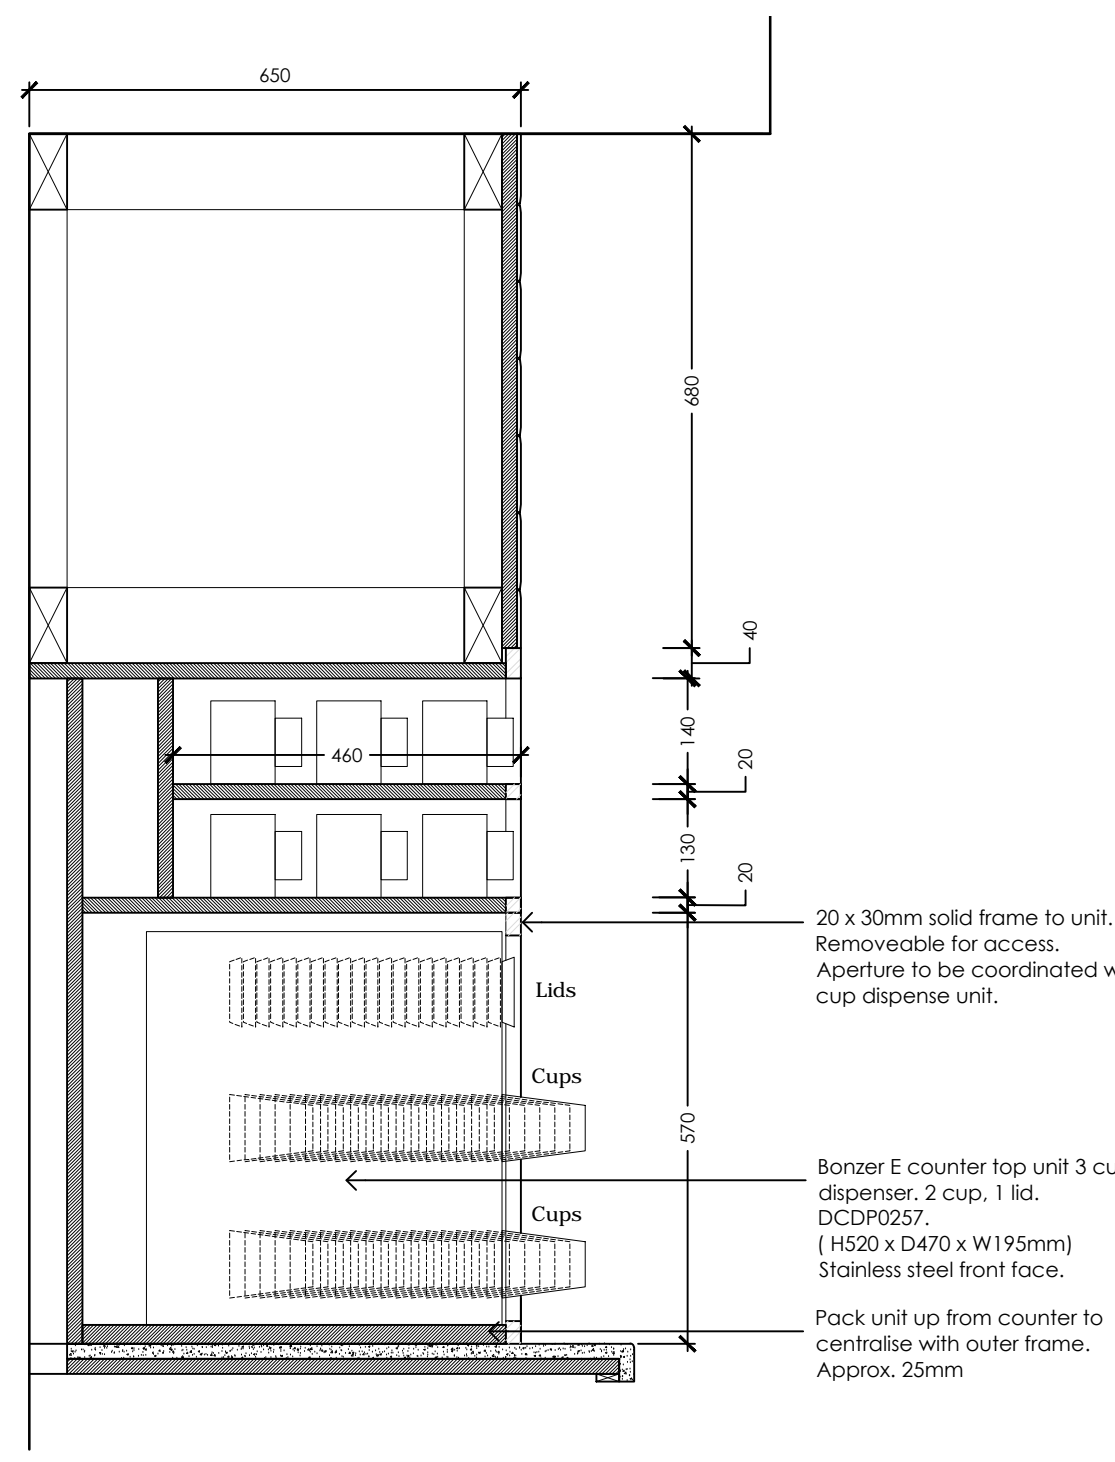 650
680
40
140
460
20
130
20
20 x 30mm solid frame to unit.
Removeable for access.
Aperture to be coordinated
cup dispense unit.
Lids
Cups
570
Bonzer E counter top unit 3
dispenser. 2 cup, 1 lid.
DCDP0257.
( H520 x D470 x W195mm)
Stainless steel front face.
Cups
Pack unit up from counter to
centralise with outer frame.
Approx. 25mm